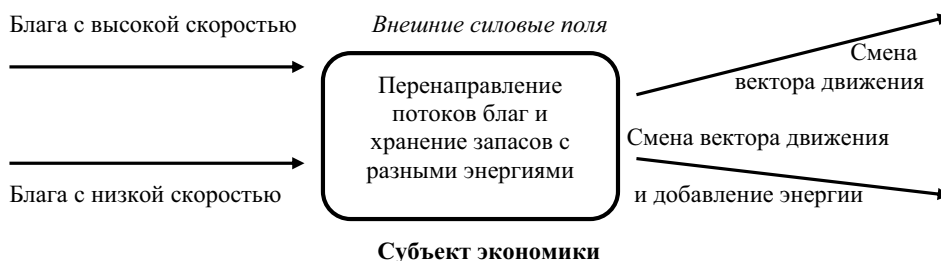 Блага с высокой скоростью
Внешние силовые поля
Смена
вектора движения
Перенаправление
потоков благ и
хранение запасов с
разными энергиями
Смена вектора движения
Блага с низкой скоростью
и добавление энергии
Субъект экономики